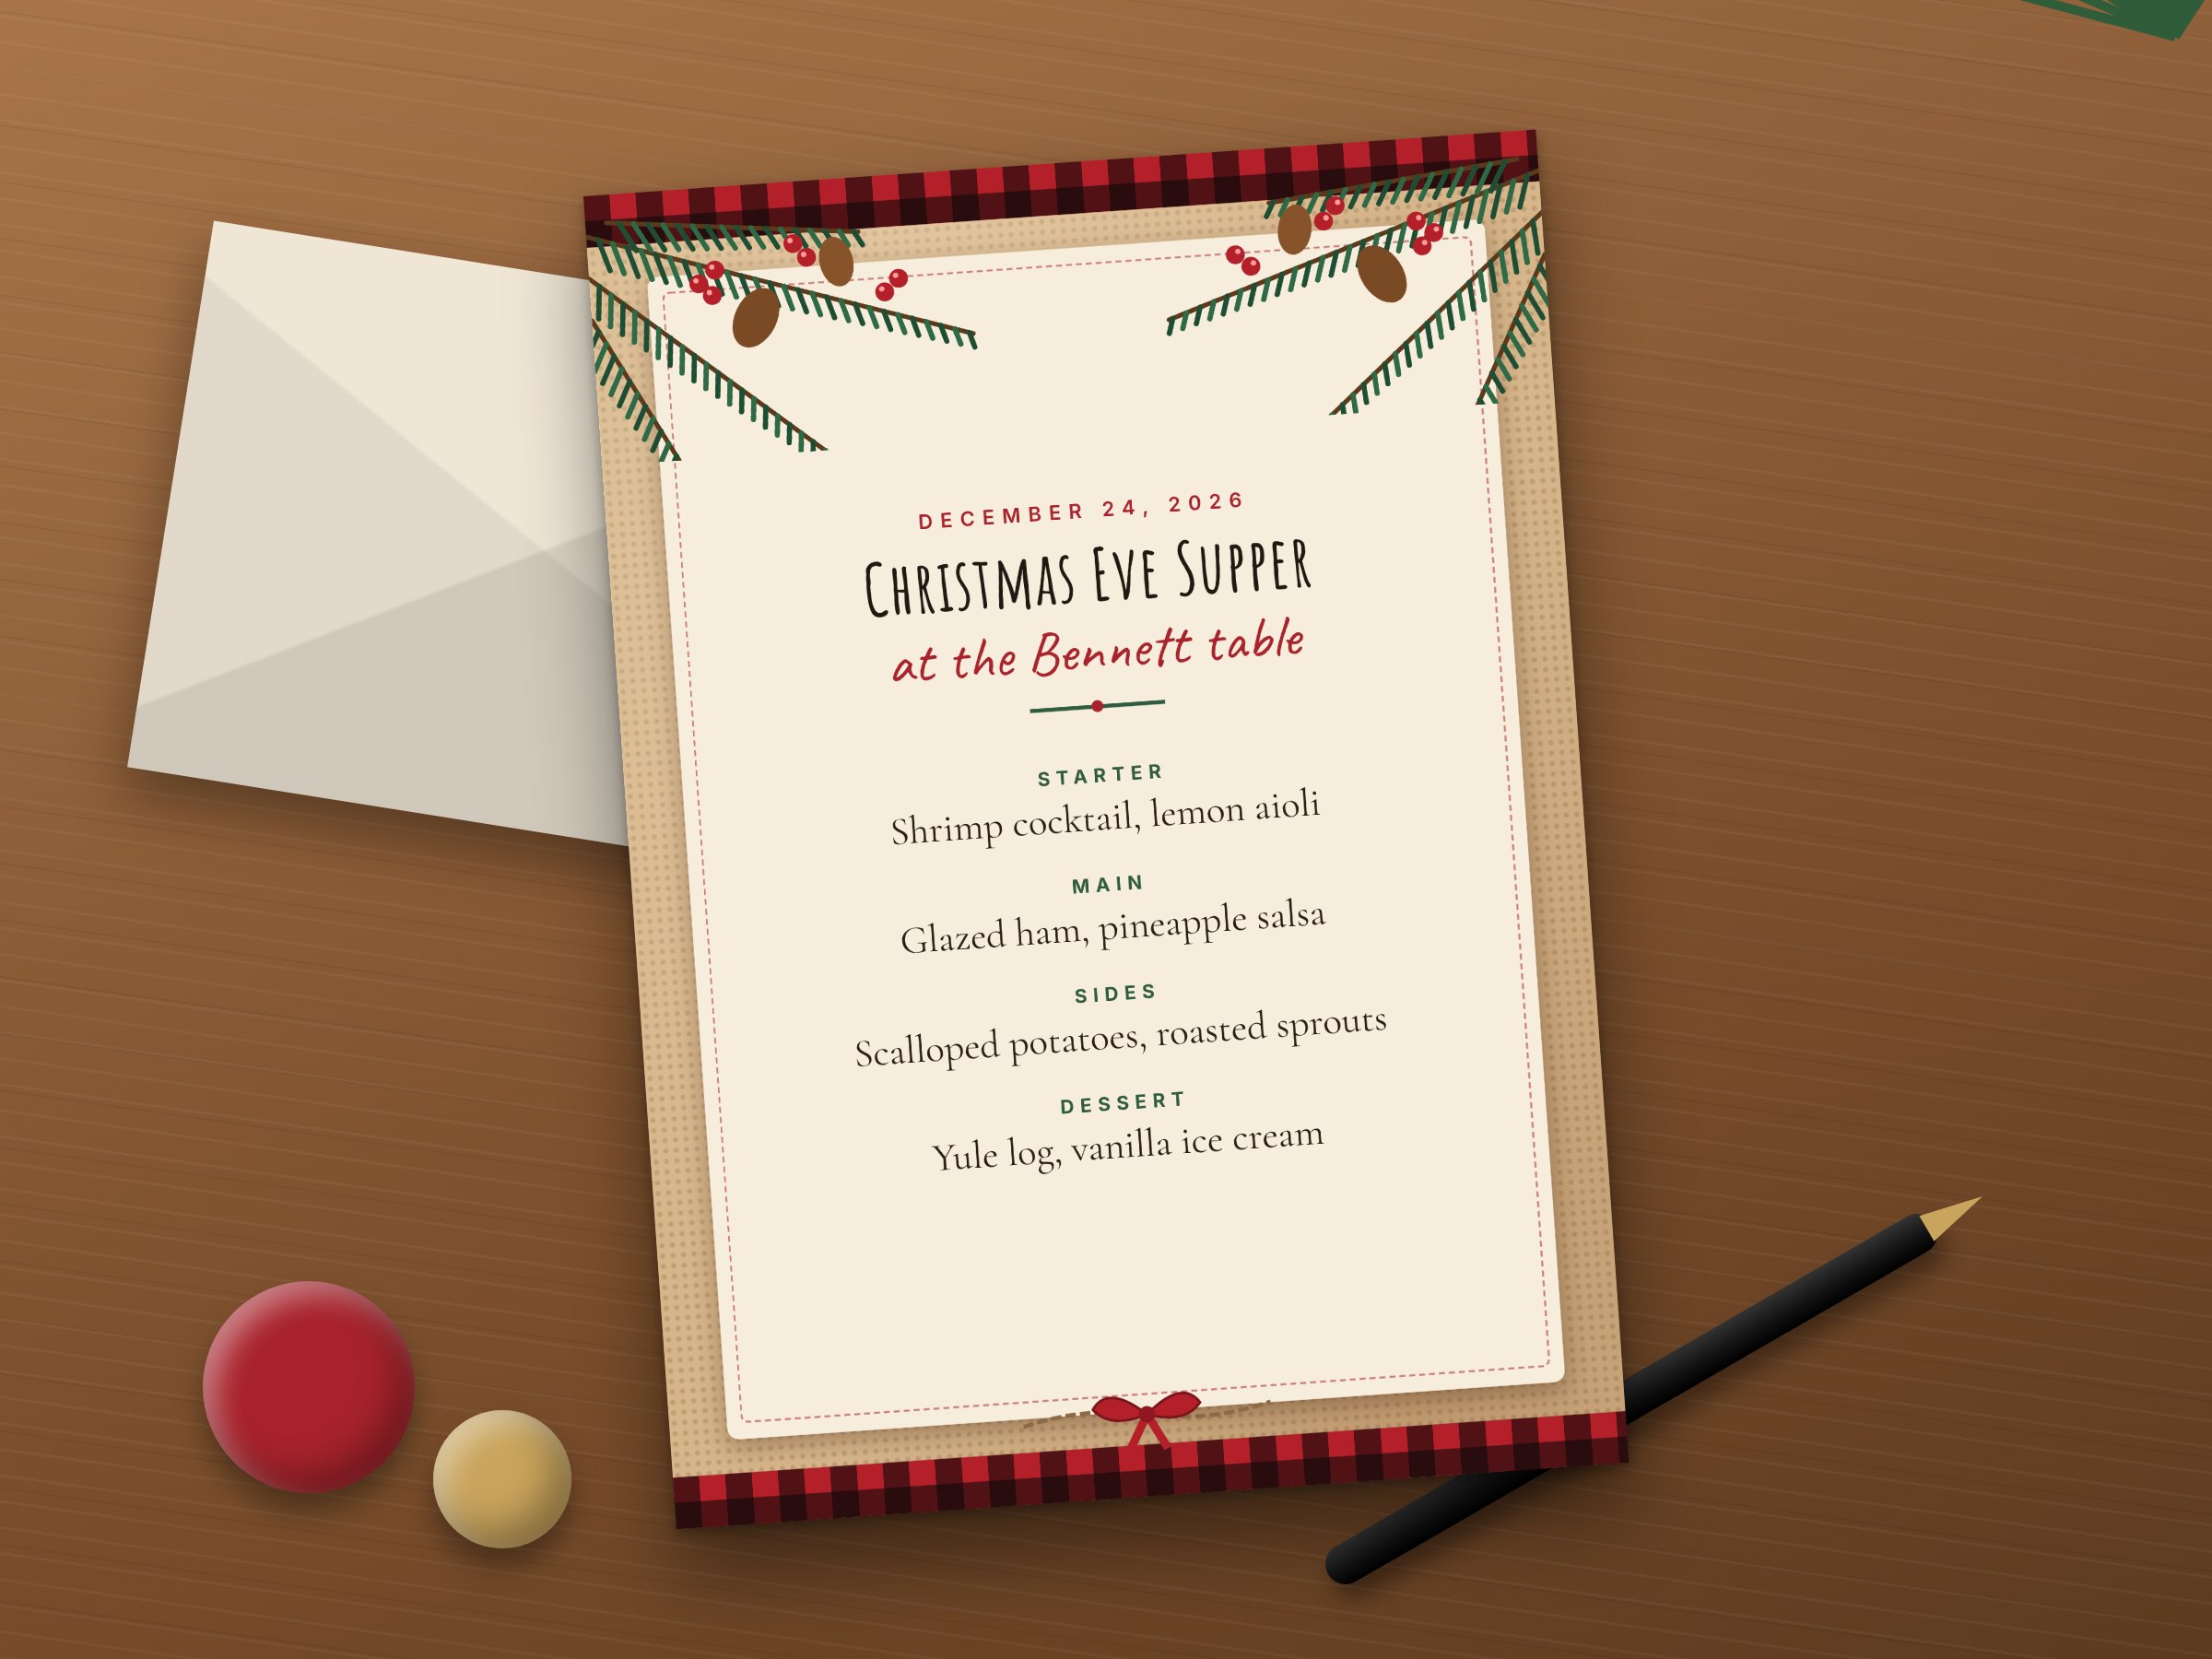 DECEMBER 24, 2026
Christmas Eve Supper
at the Bennett table
STARTER
Shrimp cocktail, lemon aioli
MAIN
Glazed ham, pineapple salsa
SIDES
Scalloped potatoes, roasted sprouts
DESSERT
Yule log, vanilla ice cream